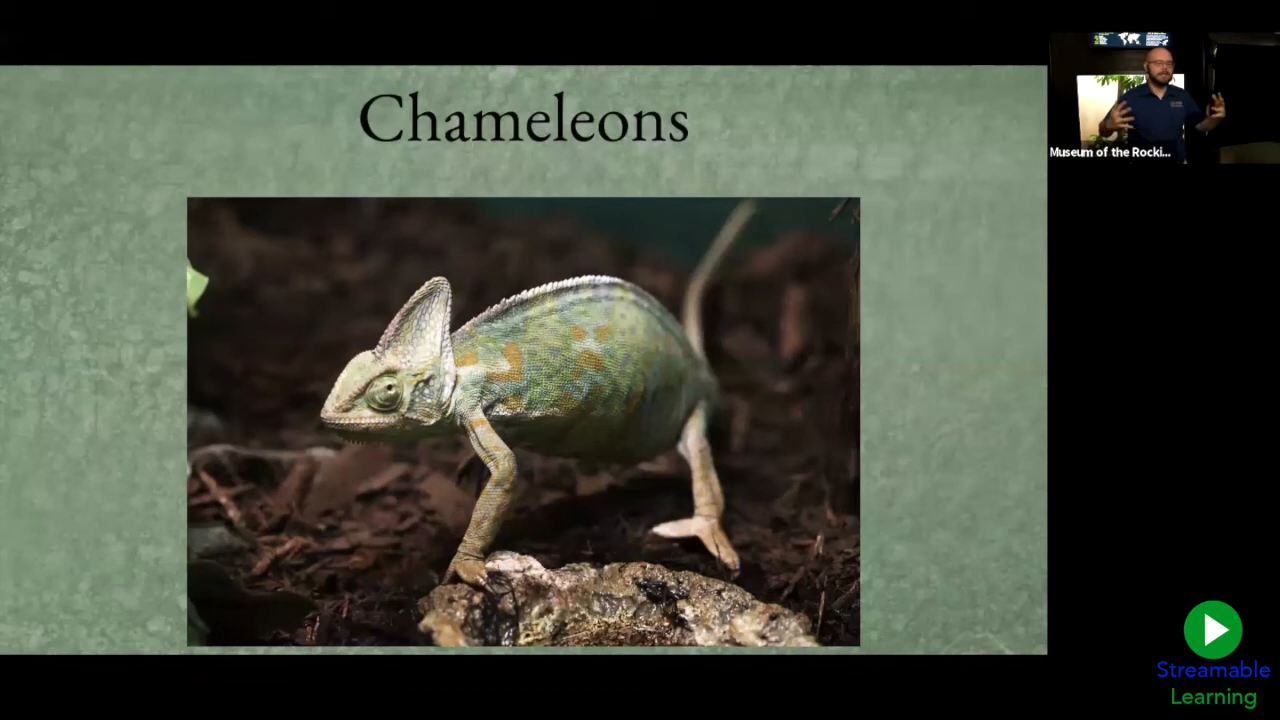 Chameleons
Museum of the Rocki...
Streamable
Learning